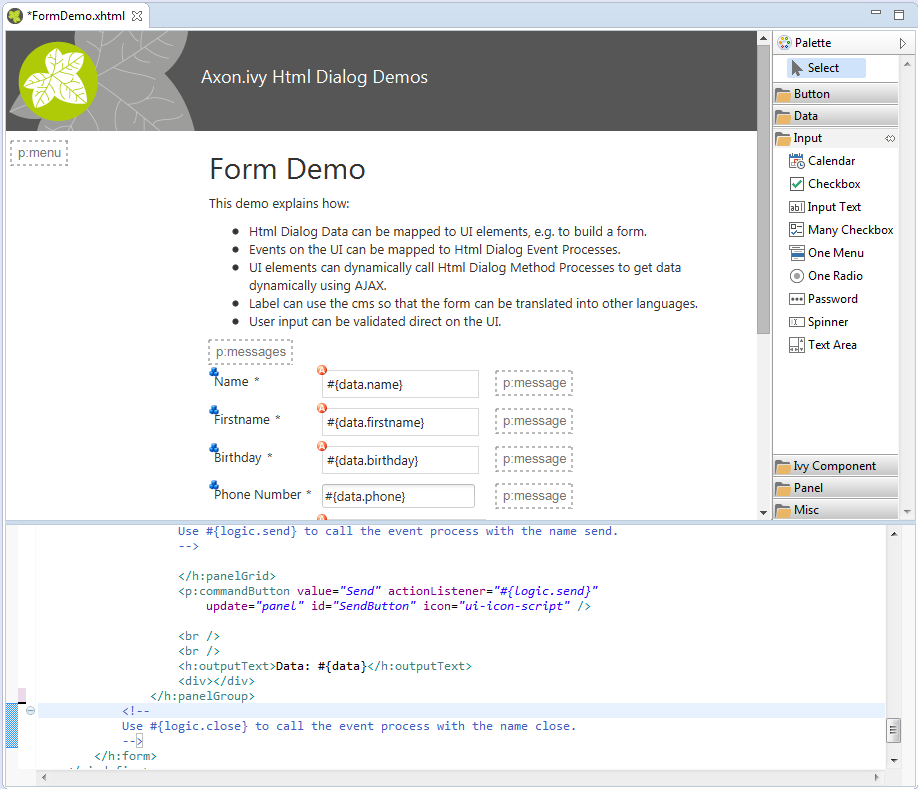 *FormDemo.xhtml
Axon.ivy Html Dialog Demos
p:menu
Form Demo
This demo explains how:
Html Dialog Data can be mapped to UI elements, e.g. to build a form.
Events on the UI can be mapped to Html Dialog Event Processes.
UI elements can dynamically call Html Dialog Method Processes to get data
dynamically using AJAX.
Label can use the cms so that the form can be translated into other languages.
User input can be validated direct on the UI.
p:messages
Name * #{data.name} p:message
Firstname * #{data.firstname} p:message
Birthday * #{data.birthday} p:message
Phone Number * #{data.phone} p:message
Palette
Select
Button
Data
Input
Calendar
Checkbox
Input Text
Many Checkbox
One Menu
One Radio
Password
Spinner
Text Area
Ivy Component
Panel
Misc
Use #{logic.send} to call the event process with the name send.
-->
</h:panelGrid>
<p:commandButton value="Send" actionListener="#{logic.send}"
update="panel" id="SendButton" icon="ui-icon-script" />
<br />
<br />
<h:outputText>Data: #{data}</h:outputText>
<div></div>
</h:panelGroup>
<!--
Use #{logic.close} to call the event process with the name close.
-->
</h:form>